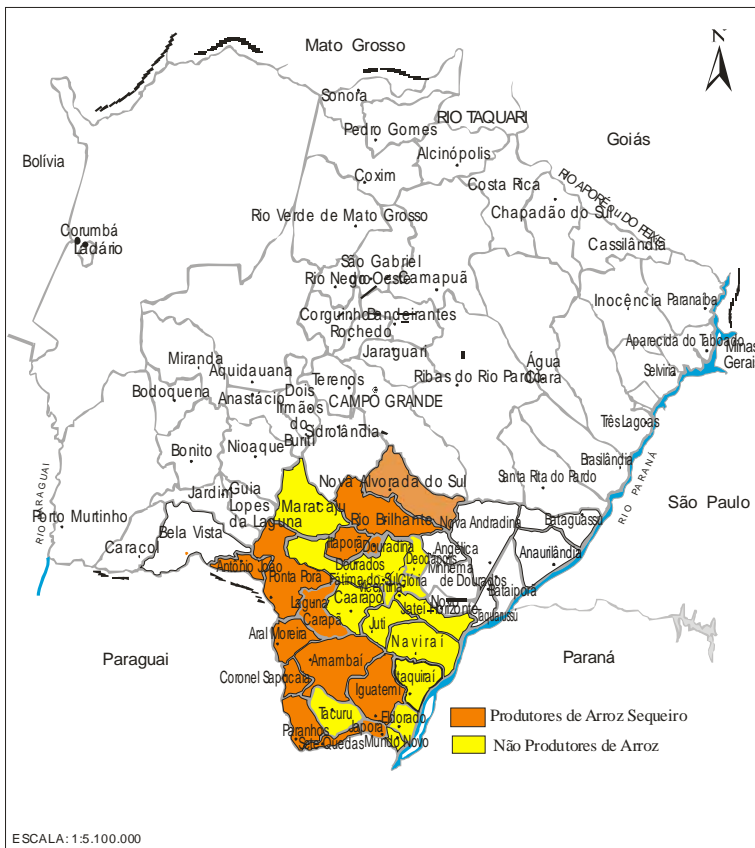 Mato Grosso
N
Sonora
RIO TAQUARI
Pedro Gomes
Goiás
Alcinópolis
Bolívia
Coxim
Costa Rica
RIO APORÉ OU DO PEIXE
Rio Verde de Mato Grosso
Chapadão do Sul
Corumbá
Ladário
Cassilândia
São Gabriel
do Oeste
Rio Negro
Camapuã
Inocência
Paranaíba
Corguinho
Bandeirantes
Rochedo
Aparecida do Taboado
Minas
Gerais
Jaraguari
Miranda
Água
Clara
Selvíria
Aquidauana
Terenos
Ribas do Rio Pardo
Bodoquena
Anastácio
Dois
Irmãos
do
Buriti
CAMPO GRANDE
Três Lagoas
Sidrolândia
Bonito
Nioaque
Brasilândia
RIO PARANÁ
Santa Rita do Pardo
RIO PARAGUAI
Jardim
Guia
Lopes
da Laguna
Nova Alvorada do Sul
São Paulo
Porto Murtinho
Maracaju
Rio Brilhante
Bataguassu
Caracol
Bela Vista
Nova Andradina
Itaporã
Douradina
Angélica
Anaurilândia
Deodápolis
Antônio João
Dourados
Ponta Porã
Fátima do Sul
Glória
de Dourados
Vicentina
Bataiporã
Laguna
Carapã
Caarapó
Jateí
Novo
Horizonte
Taquarussú
Juti
Aral Moreira
Naviraí
Paraguai
Paraná
Amambaí
Coronel Sapucaia
Itaquiraí
Iguatemi
Tacuru
Eldorado
Produtores de Arroz Sequeiro
Paranhos
Japorã
Sete Quedas
Mundo Novo
Não Produtores de Arroz
ESCALA: 1:5.100.000